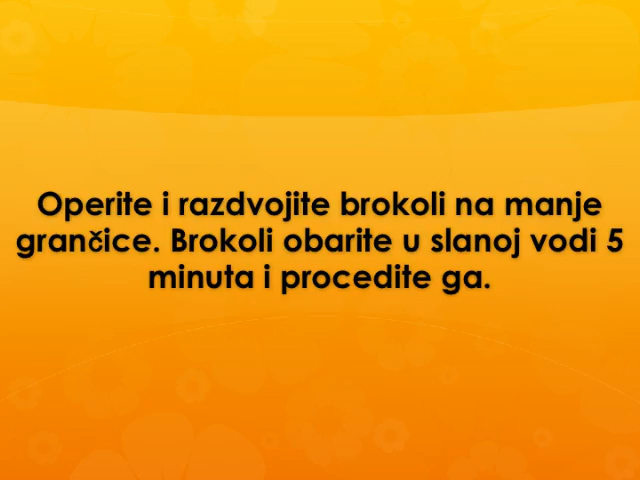 Operite i razdvojite brokoli na manje
grančice. Brokoli obarite u slanoj vodi 5
minuta i procedite ga.